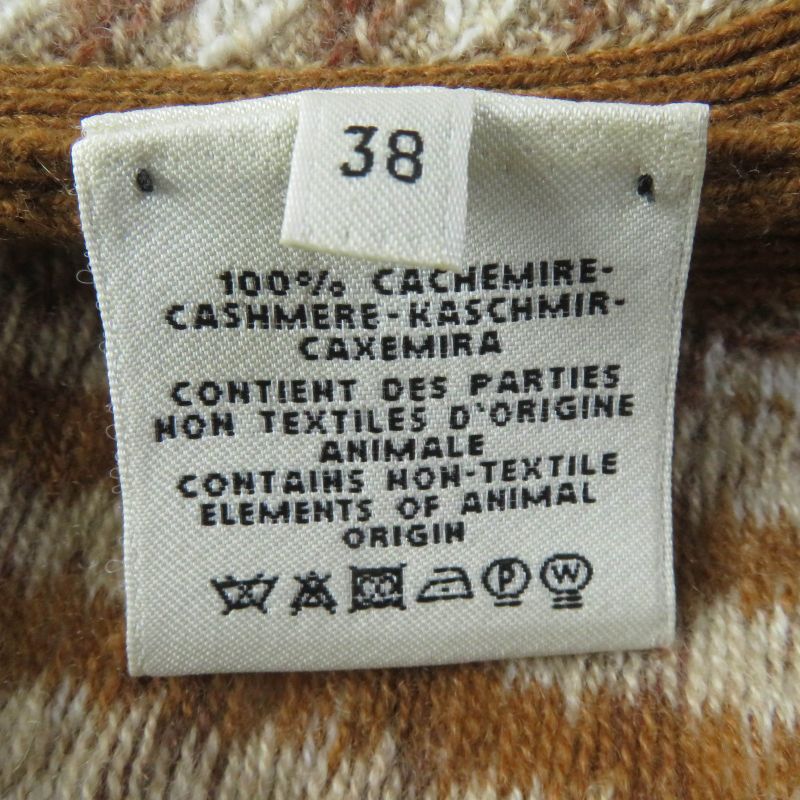 38
100% CACHEMIRE-
CASHMERE-KASCHMIR-
CAXEMIRA
CONTIENT DES PARTIES
NON TEXTILES D'ORIGINE
ANIMALE
CONTAINS NON-TEXTILE
ELEMENTS OF ANIMAL
ORIGIN
P W